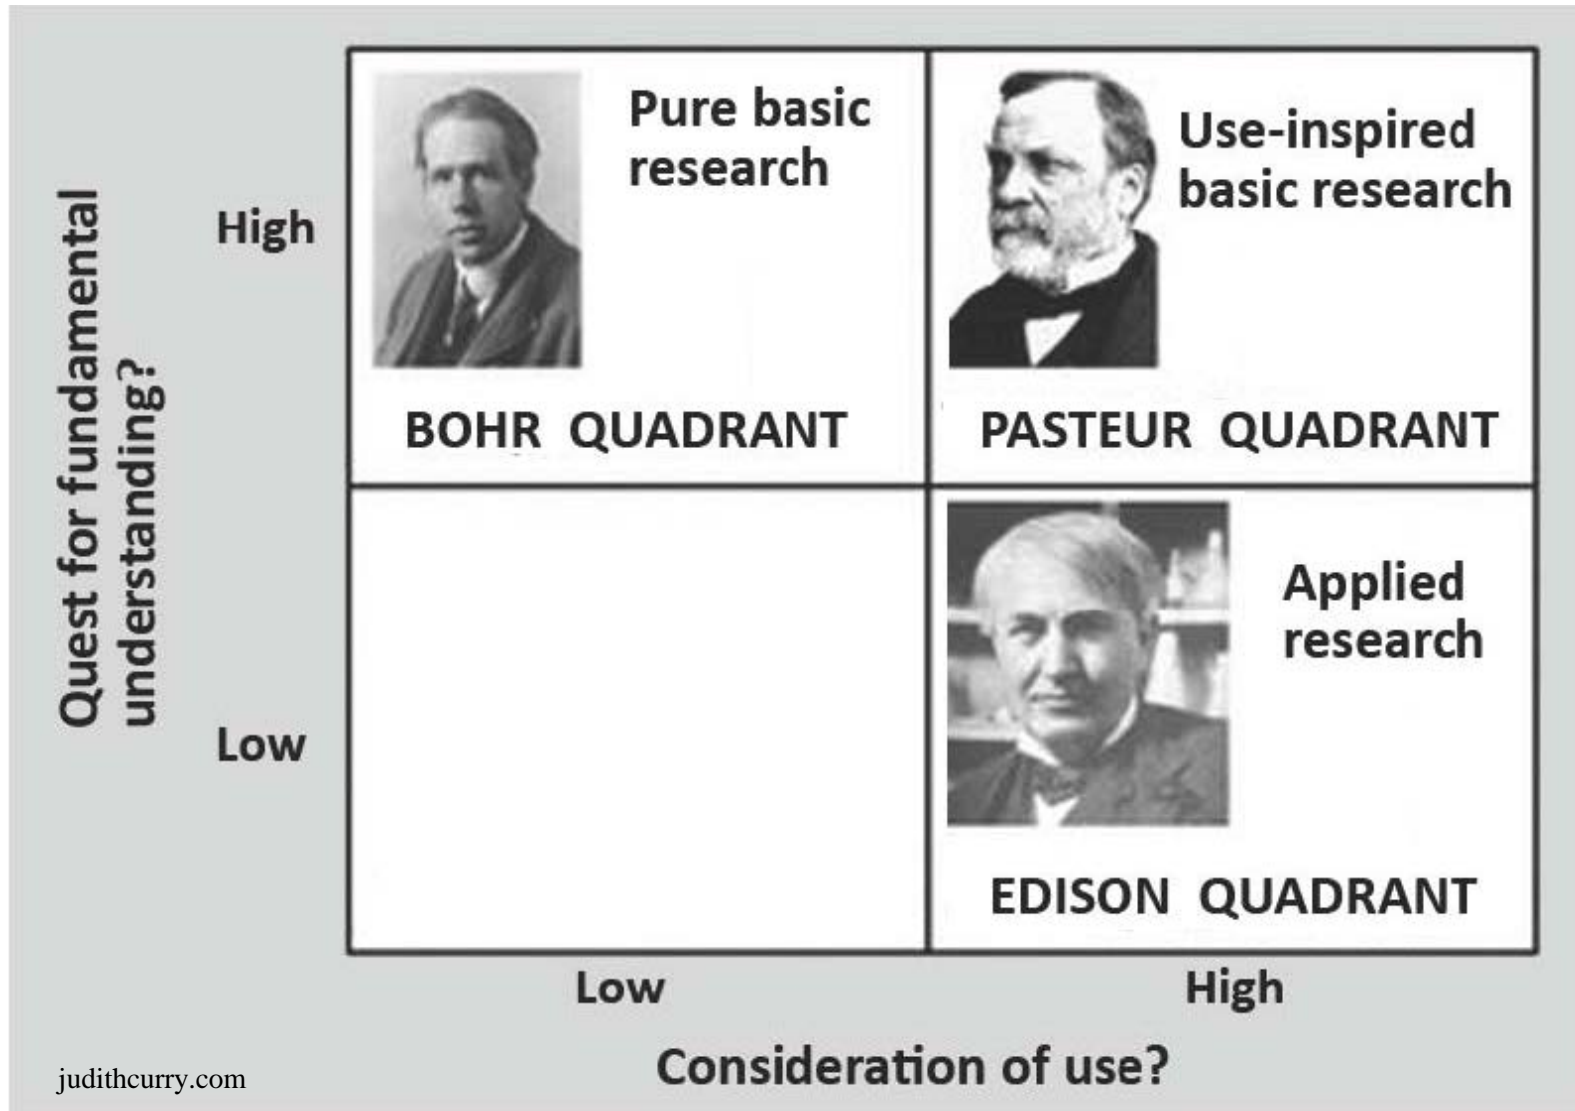 Quest for fundamental
understanding?
High
Pure basic
research
BOHR QUADRANT
Use-inspired
basic research
PASTEUR QUADRANT
Low
Applied
research
EDISON QUADRANT
Low
High
Consideration of use?
judithcurry.com